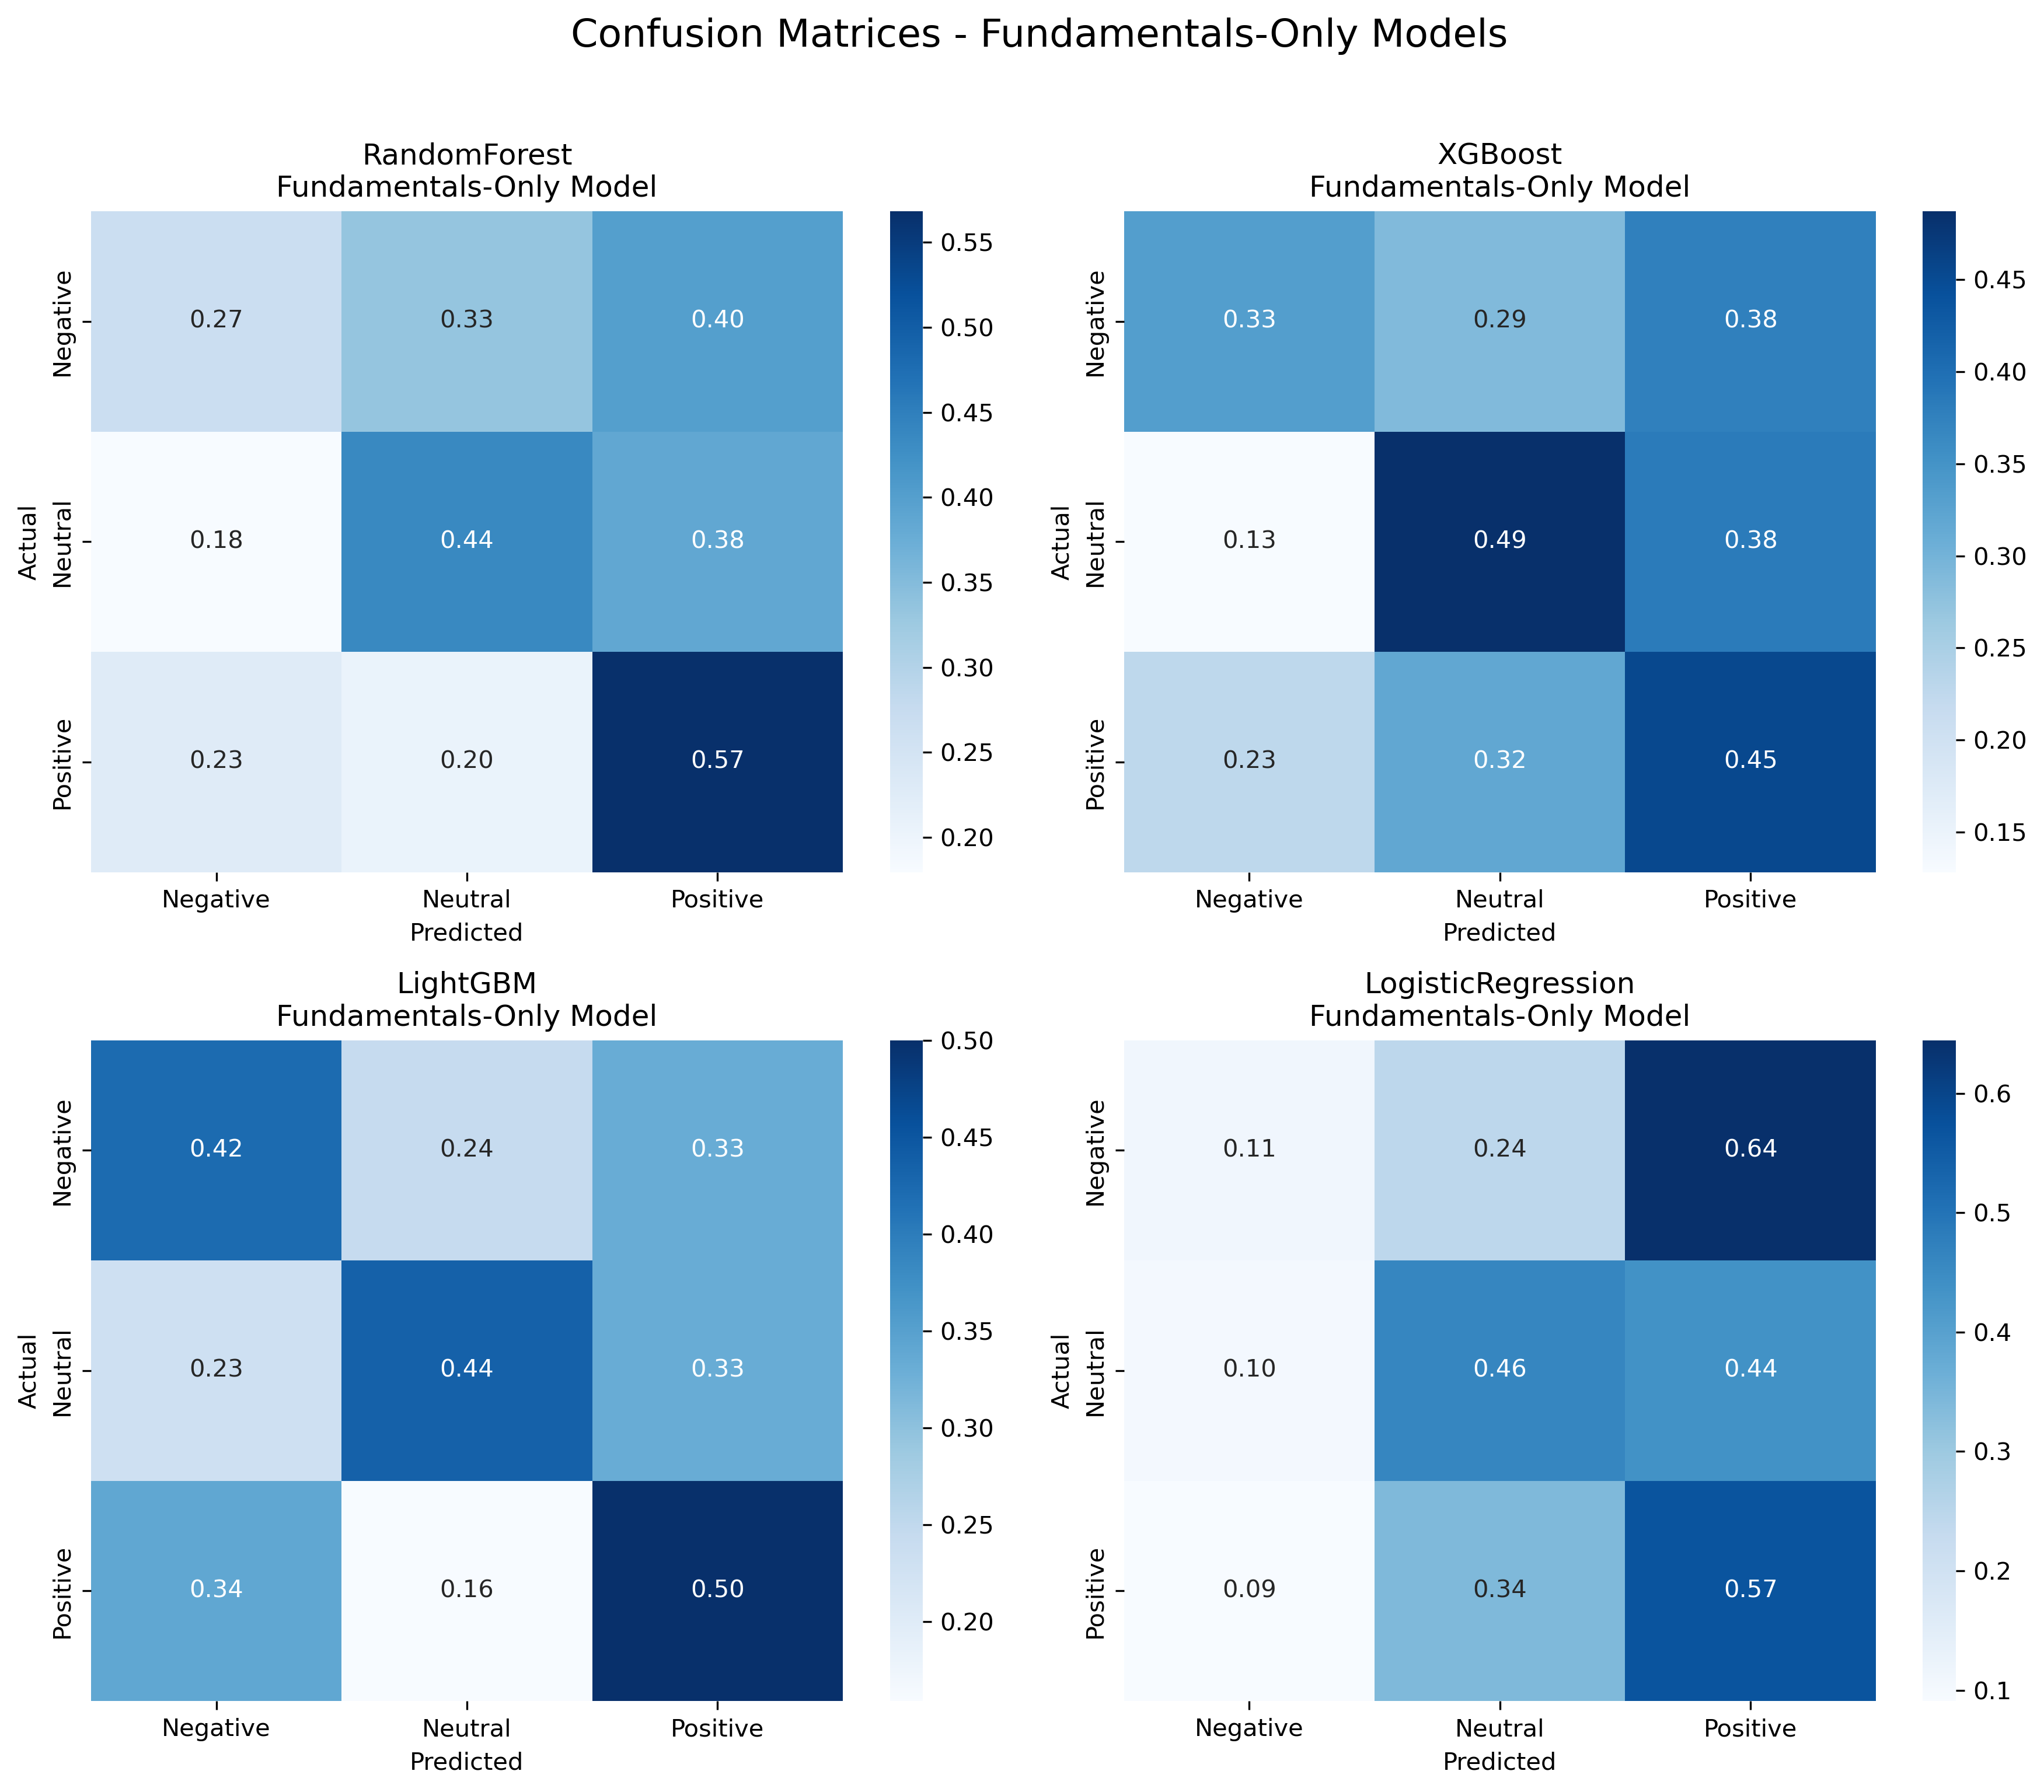 Confusion Matrices - Fundamentals-Only Models
RandomForest
Fundamentals-Only Model
Actual
Negative
Neutral
Positive
0.27 0.33 0.40
0.18 0.44 0.38
0.23 0.20 0.57
Negative Neutral Positive
Predicted
0.55
0.50
0.45
0.40
0.35
0.30
0.25
0.20
XGBoost
Fundamentals-Only Model
Actual
Negative
Neutral
Positive
0.33 0.29 0.38
0.13 0.49 0.38
0.23 0.32 0.45
Negative Neutral Positive
Predicted
0.45
0.40
0.35
0.30
0.25
0.20
0.15
LightGBM
Fundamentals-Only Model
Actual
Negative
Neutral
Positive
0.42 0.24 0.33
0.23 0.44 0.33
0.34 0.16 0.50
Negative Neutral Positive
Predicted
0.50
0.45
0.40
0.35
0.30
0.25
0.20
LogisticRegression
Fundamentals-Only Model
Actual
Negative
Neutral
Positive
0.11 0.24 0.64
0.10 0.46 0.44
0.09 0.34 0.57
Negative Neutral Positive
Predicted
0.6
0.5
0.4
0.3
0.2
0.1